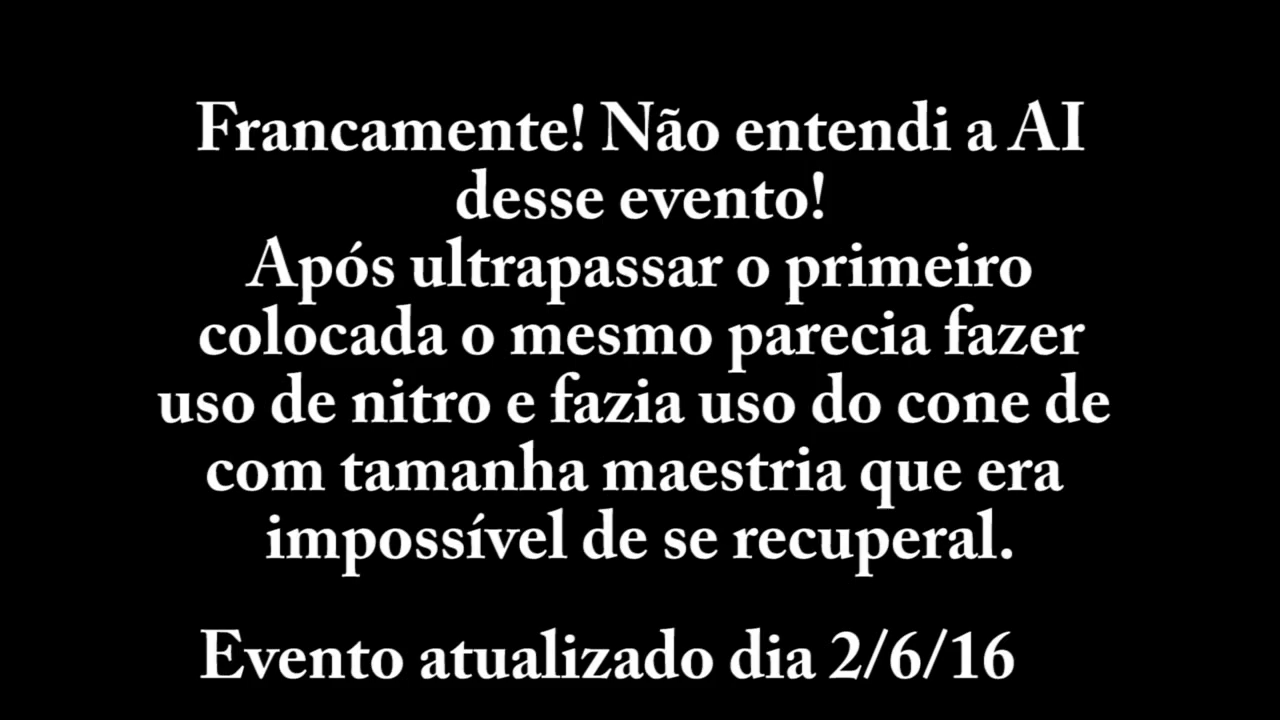 Francamente! Não entendi a AI
desse evento!
Após ultrapassar o primeiro
colocada o mesmo parecia fazer
uso de nitro e fazia uso do cone de
com tamanha maestria que era
impossível de se recuperal.
Evento atualizado dia 2/6/16